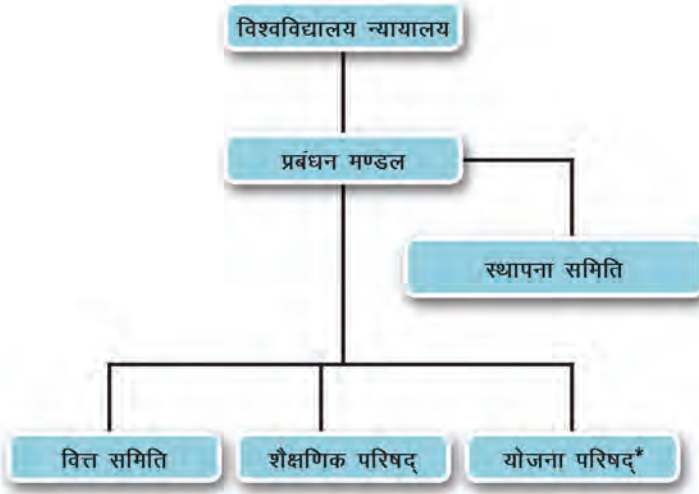 विश्वविद्यालय न्यायालय
प्रबंधन मण्डल
स्थापना समिति
वित्त समिति
शैक्षणिक परिषद्
योजना परिषद्*